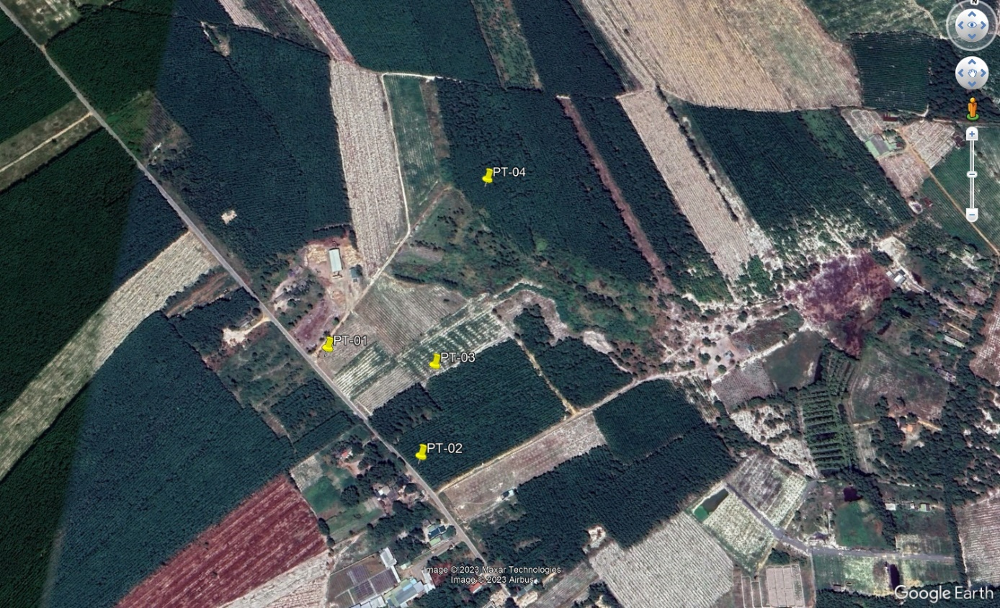 N
PT-04
PT-01
PT-03
PT-02
Image © 2023 Maxar Technologies
Image © 2023 Airbus
Google Earth